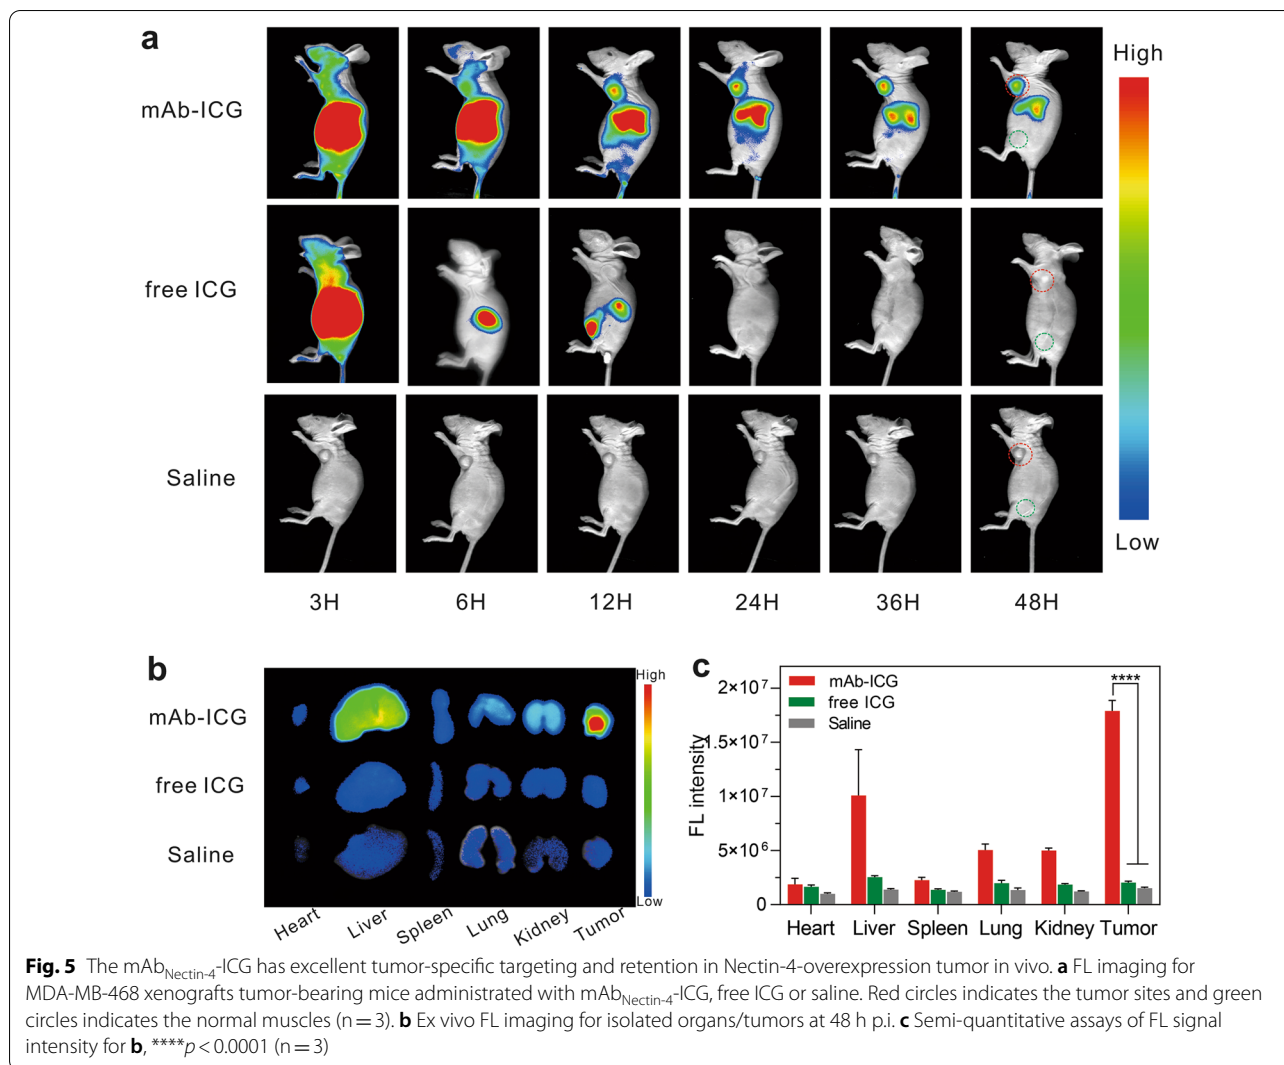 a
High
mAb-ICG
free ICG
Saline
Low
3H 6H 12H 24H 36H 48H
b
High
mAb-ICG
free ICG
Saline
Low
Heart Liver Spleen Lung Kidney Tumor
c
mAb-ICG
free ICG
Saline
****
FL intensity
2×10⁷
1.5×10⁷
1×10⁷
5×10⁶
0
Heart Liver Spleen Lung Kidney Tumor
Fig. 5 The mAbNectin-4-ICG has excellent tumor-specific targeting and retention in Nectin-4-overexpression tumor in vivo. a FL imaging for
MDA-MB-468 xenografts tumor-bearing mice administrated with mAbNectin-4-ICG, free ICG or saline. Red circles indicates the tumor sites and green
circles indicates the normal muscles (n = 3). b Ex vivo FL imaging for isolated organs/tumors at 48 h p.i. c Semi-quantitative assays of FL signal
intensity for b, ****p < 0.0001 (n = 3)